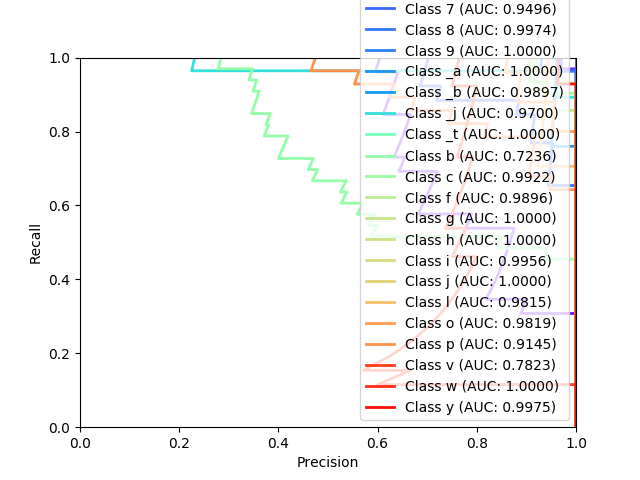 Class 7 (AUC: 0.9496)
Class 8 (AUC: 0.9974)
Class 9 (AUC: 1.0000)
Class _a (AUC: 1.0000)
Class _b (AUC: 0.9897)
Class _j (AUC: 0.9700)
Class _t (AUC: 1.0000)
Class b (AUC: 0.7236)
Class c (AUC: 0.9922)
Class f (AUC: 0.9896)
Class g (AUC: 1.0000)
Class h (AUC: 1.0000)
Class i (AUC: 0.9956)
Class j (AUC: 1.0000)
Class l (AUC: 0.9815)
Class o (AUC: 0.9819)
Class p (AUC: 0.9145)
Class v (AUC: 0.7823)
Class w (AUC: 1.0000)
Class y (AUC: 0.9975)
1.0
0.8
0.6
0.4
0.2
0.0
Recall
0.0 0.2 0.4 0.6 0.8 1.0
Precision